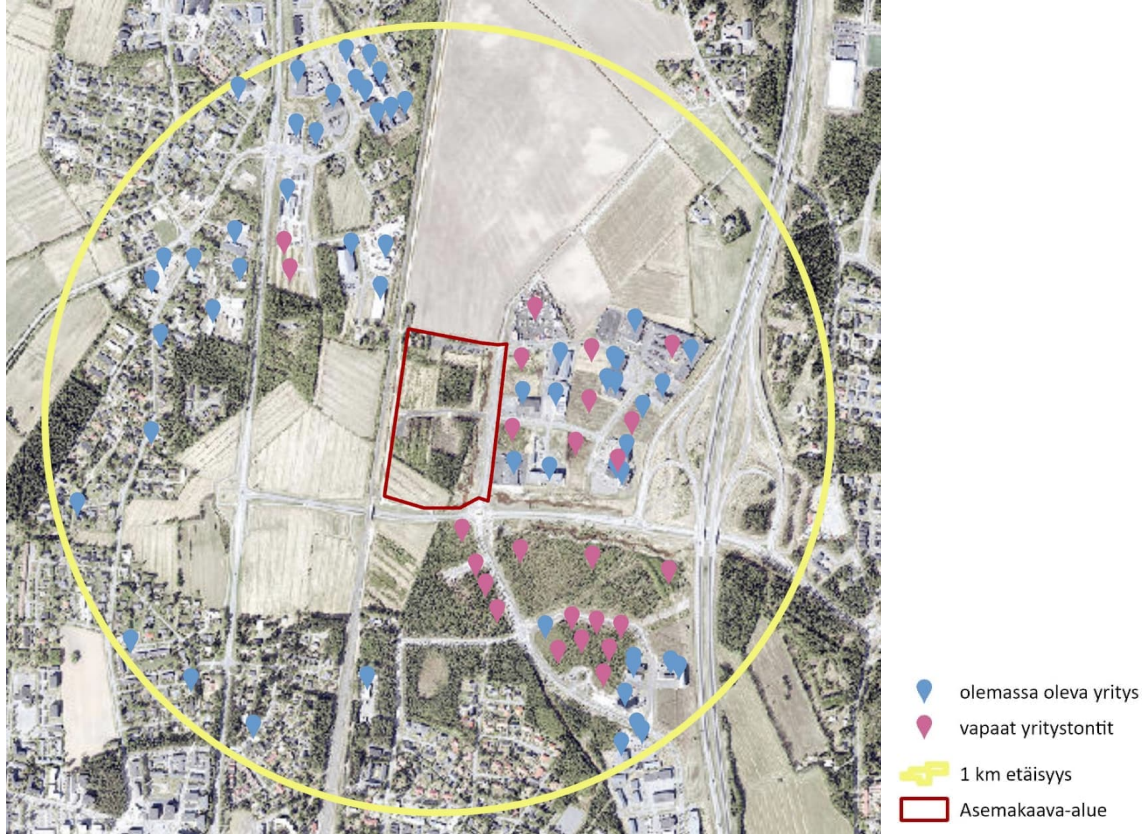 olemassa oleva yritys
vapaat yritystontit
1 km etäisyys
Asemakaava-alue